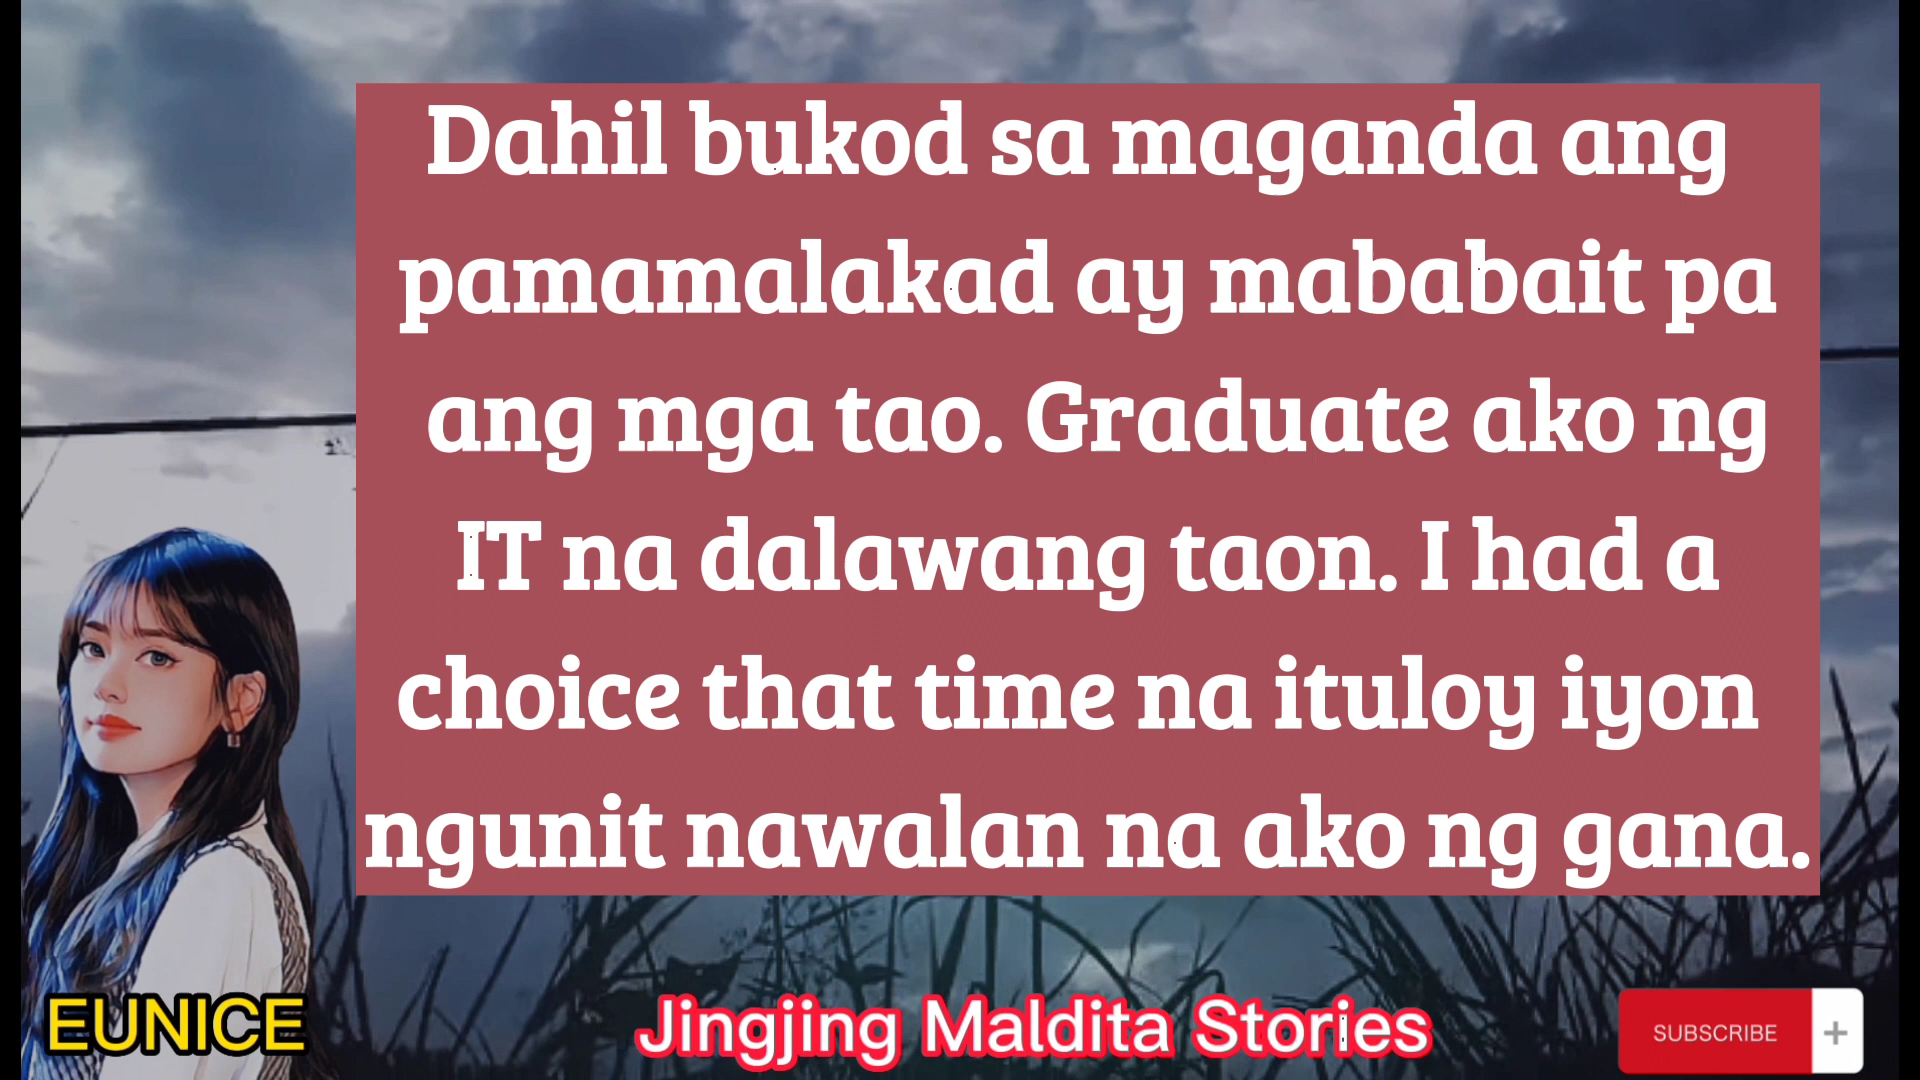 Dahil bukod sa maganda ang
pamamalakad ay mababait pa
ang mga tao. Graduate ako ng
IT na dalawang taon. I had a
choice that time na ituloy iyon
ngunit nawalan na ako ng gana.
EUNICE
Jingjing Maldita Stories
SUBSCRIBE +